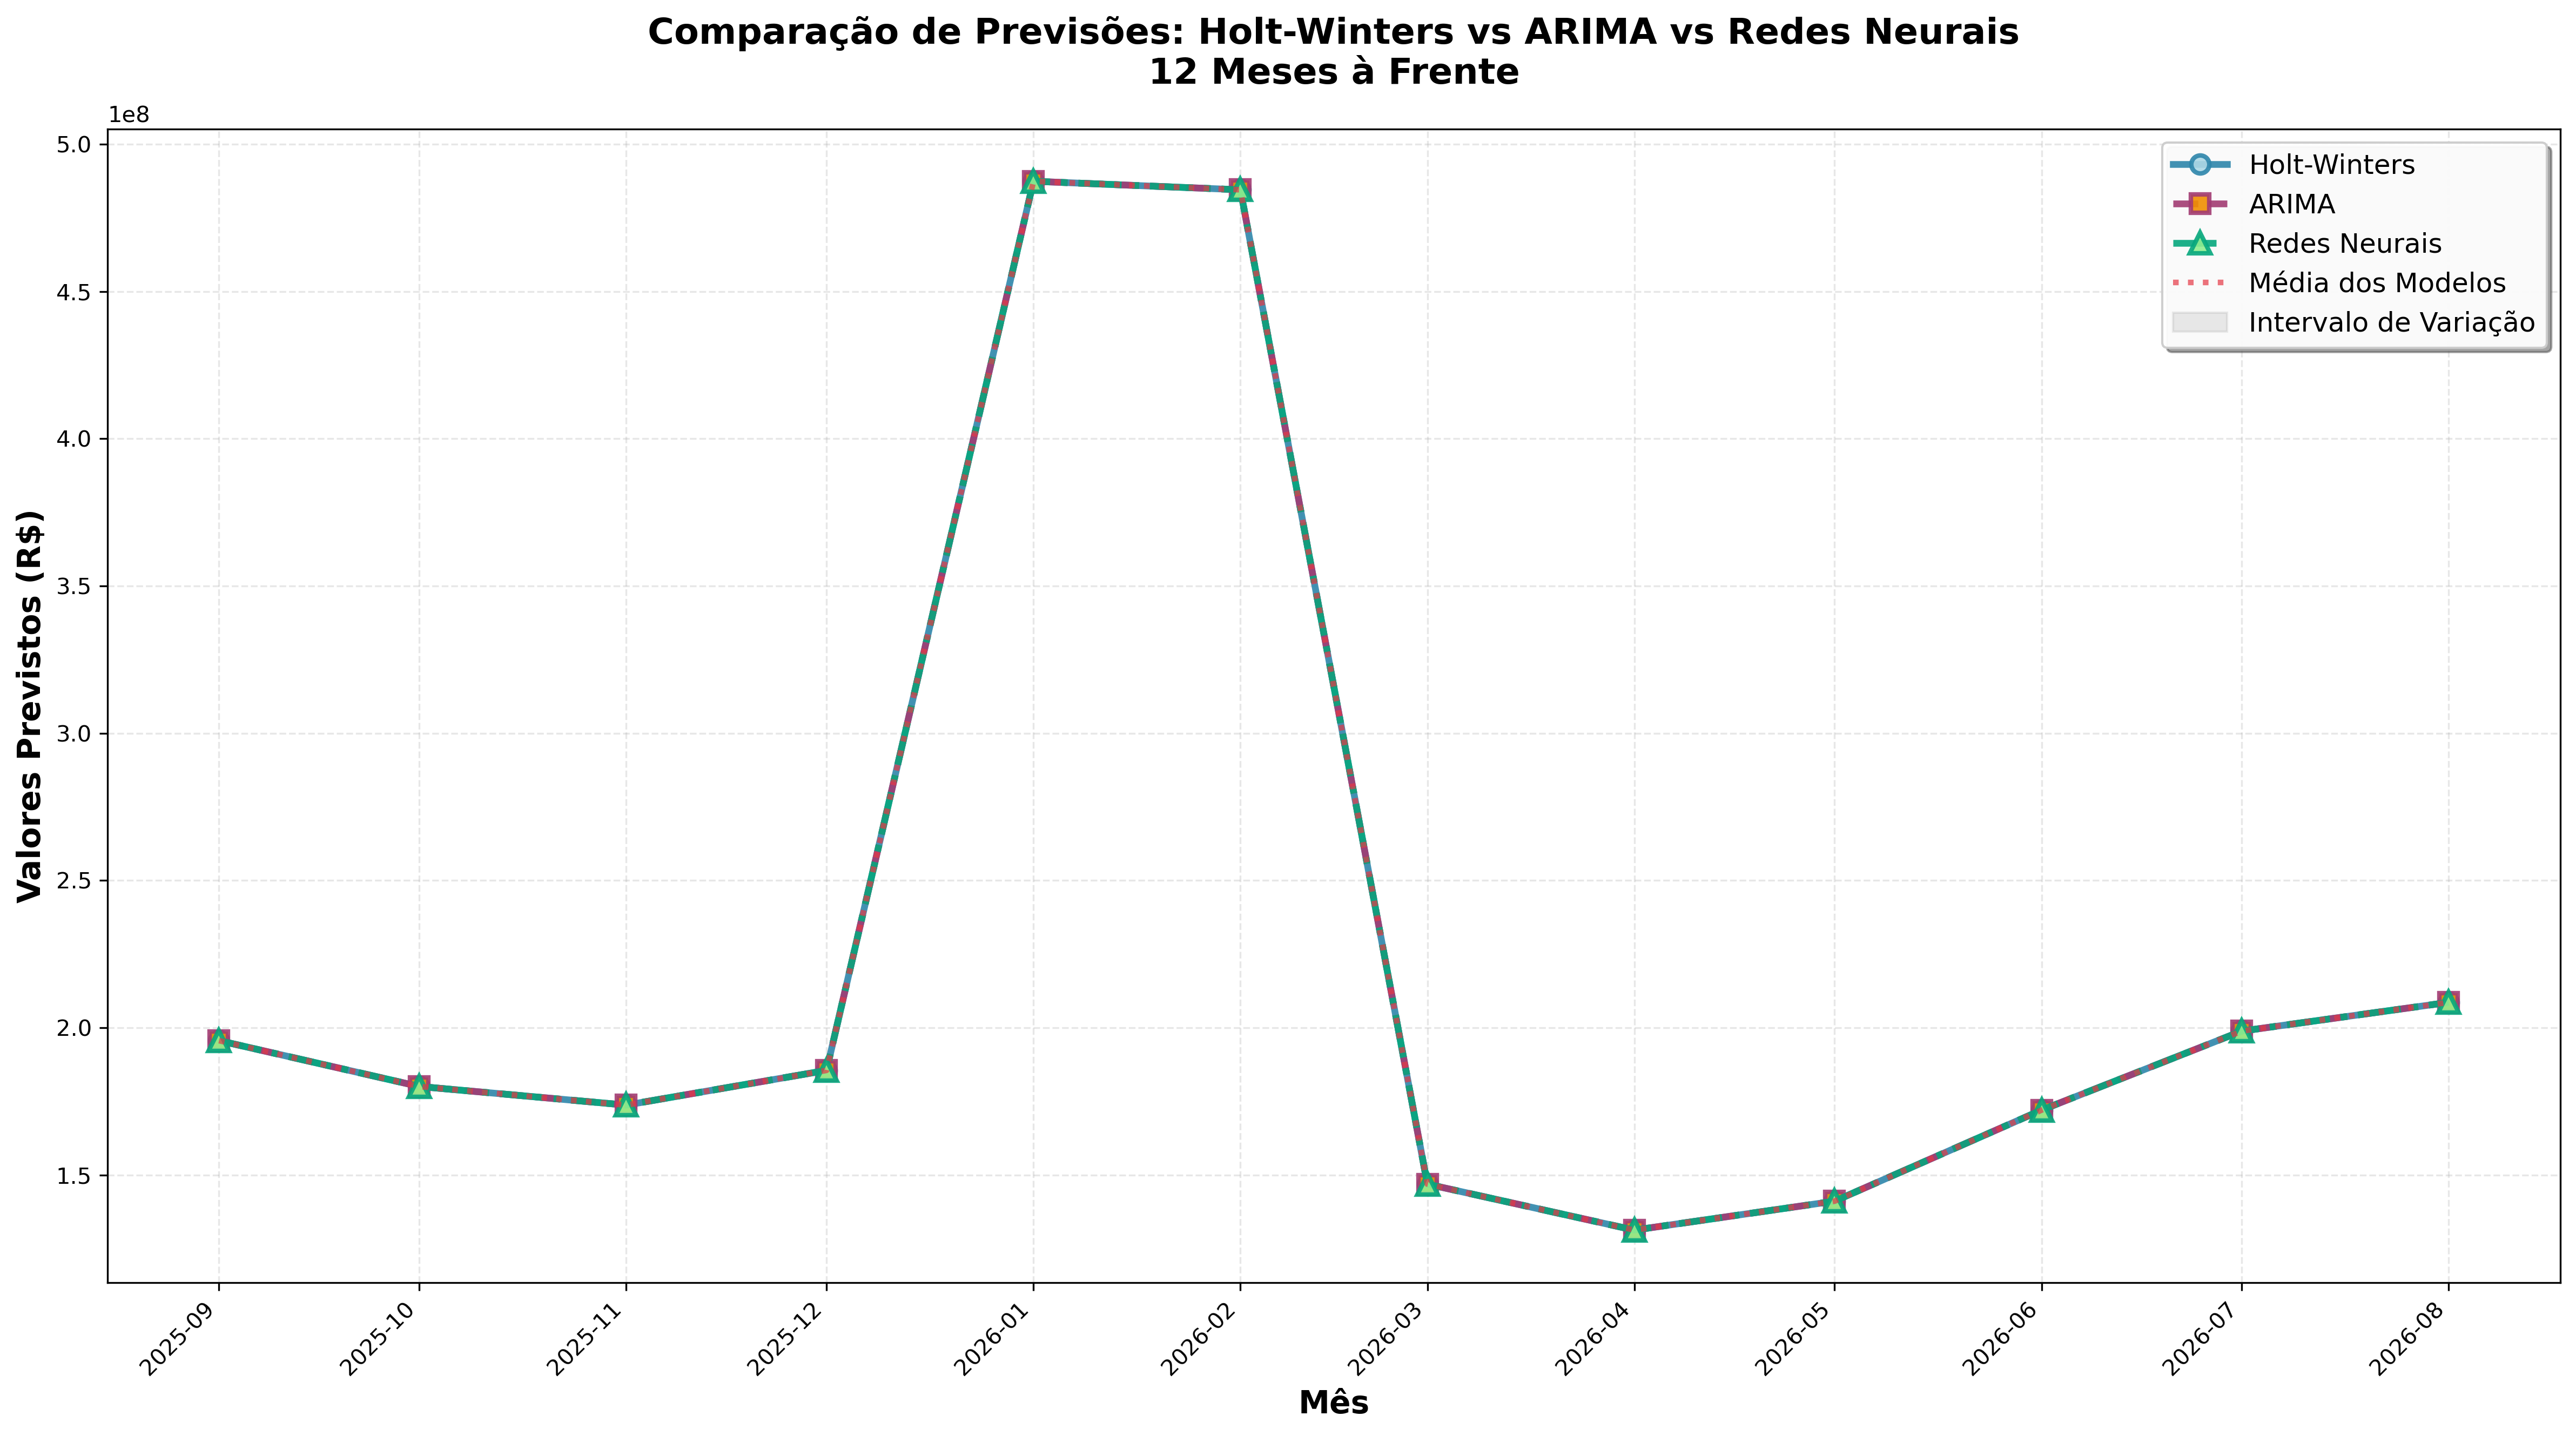 Comparação de Previsões: Holt-Winters vs ARIMA vs Redes Neurais
12 Meses à Frente
1e8
5.0
4.5
4.0
3.5
3.0
2.5
2.0
1.5
Valores Previstos (R$)
Holt-Winters
ARIMA
Redes Neurais
Média dos Modelos
Intervalo de Variação
2025-09
2025-10
2025-11
2025-12
2026-01
2026-02
2026-03
2026-04
2026-05
2026-06
2026-07
2026-08
Mês